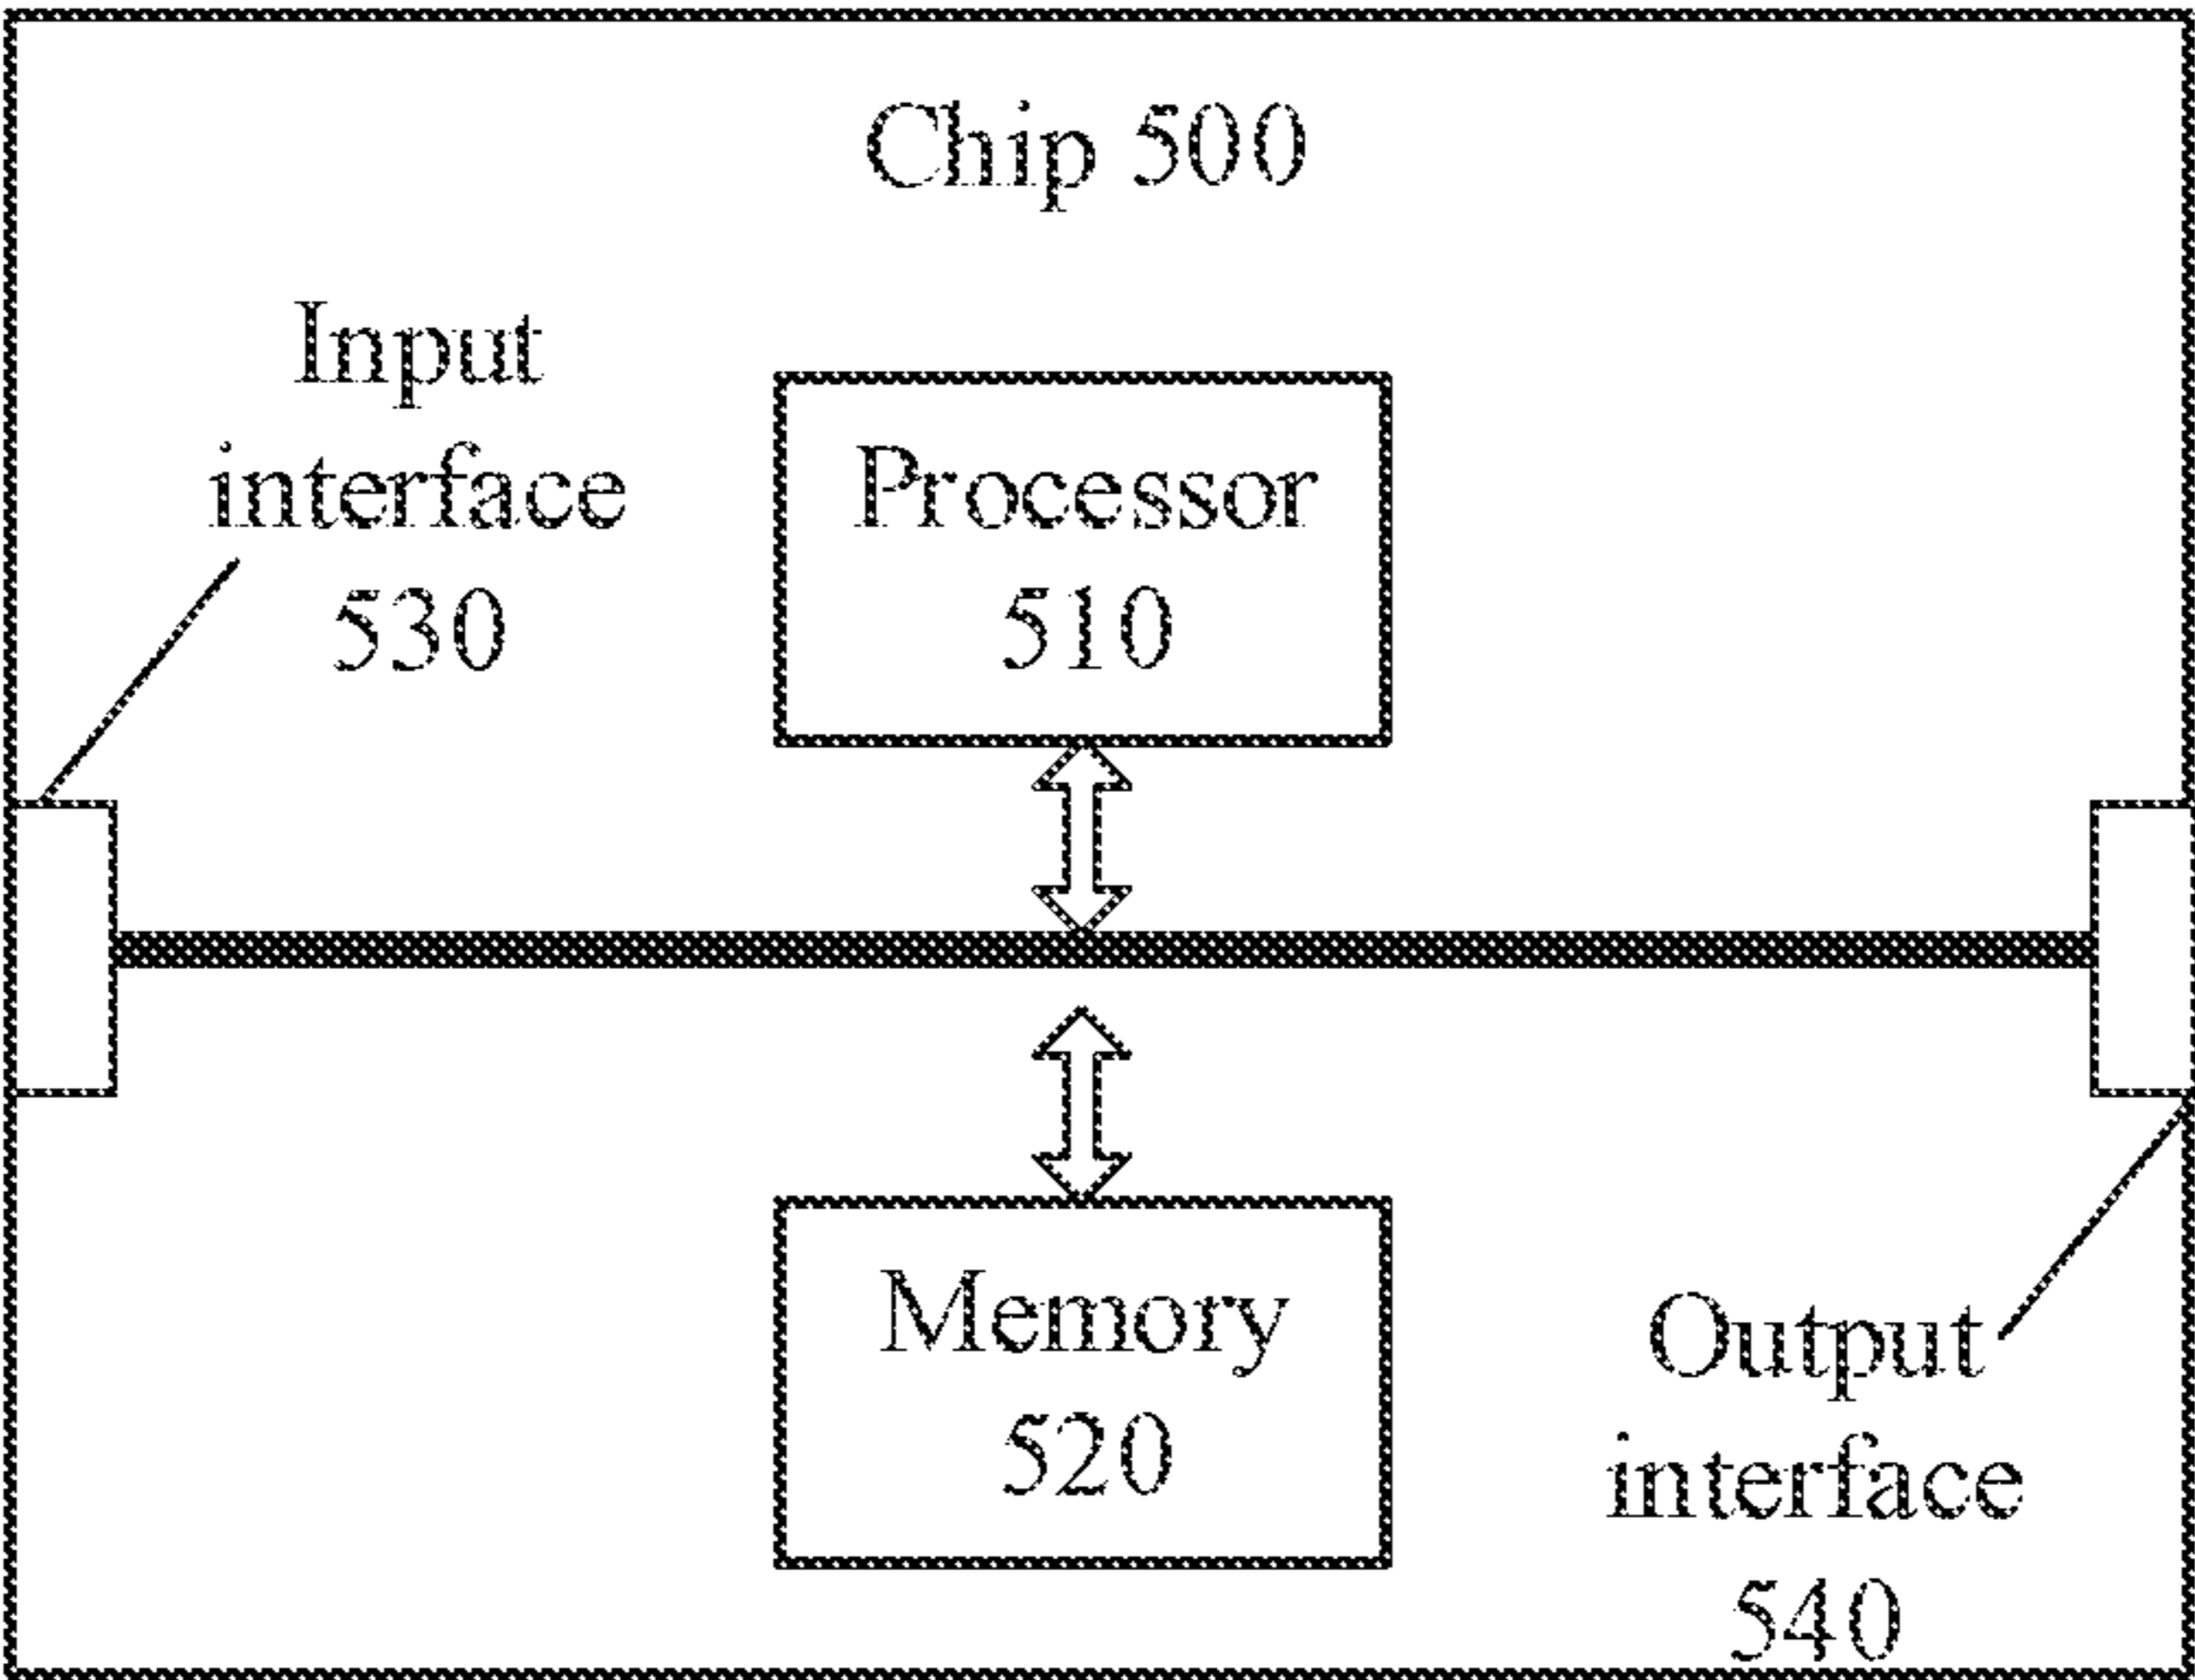 Chip 500
Input
interface
530
Processor
510
Memory
520
Output
interface
540